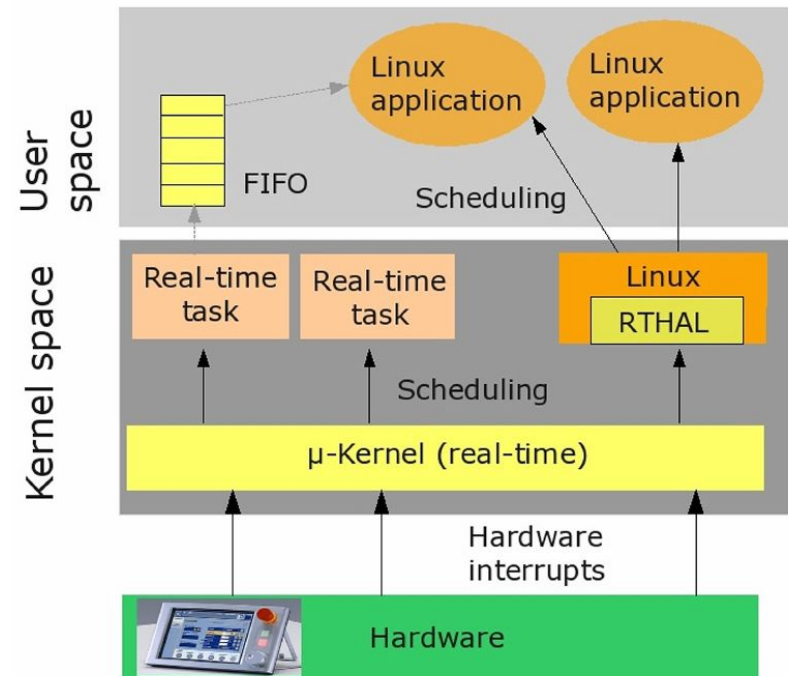 User
space
Linux
application
Linux
application
FIFO
Scheduling
Kernel space
Real-time
task
Real-time
task
Linux
RTHAL
Scheduling
µ-Kernel (real-time)
Hardware
interrupts
Hardware